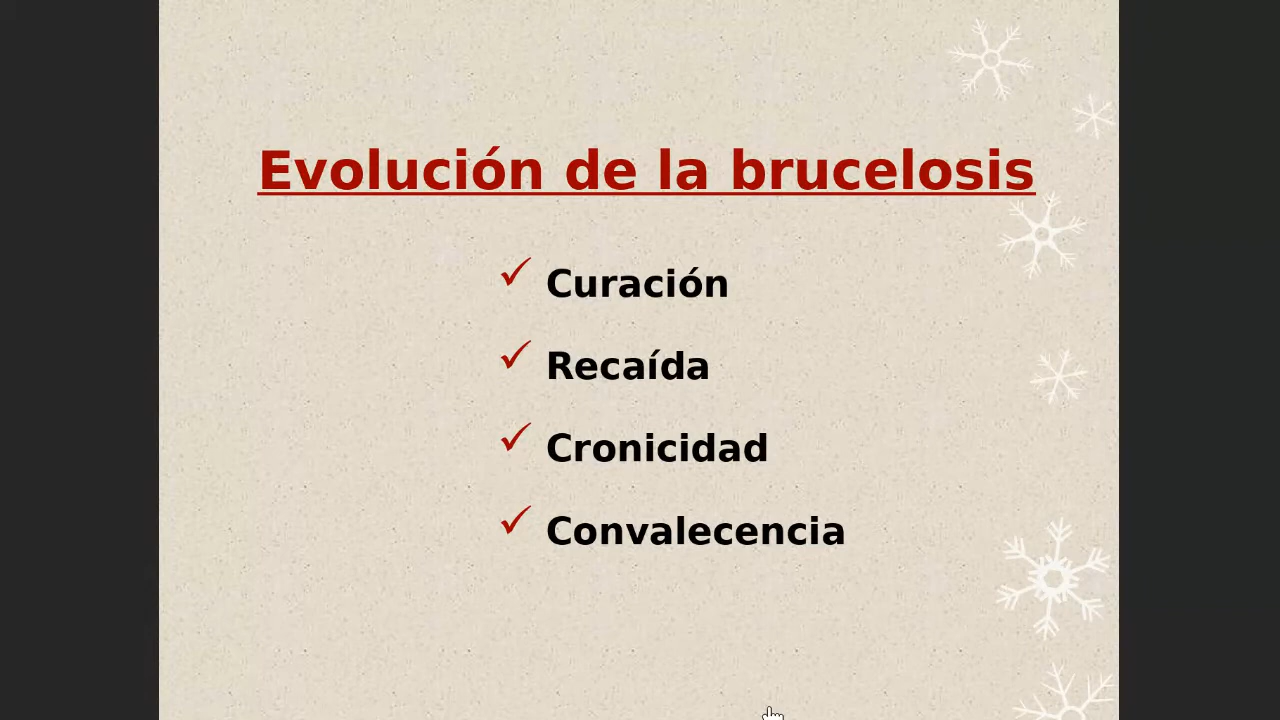 Evolución de la brucelosis
✓ Curación
✓ Recaída
✓ Cronicidad
✓ Convalecencia